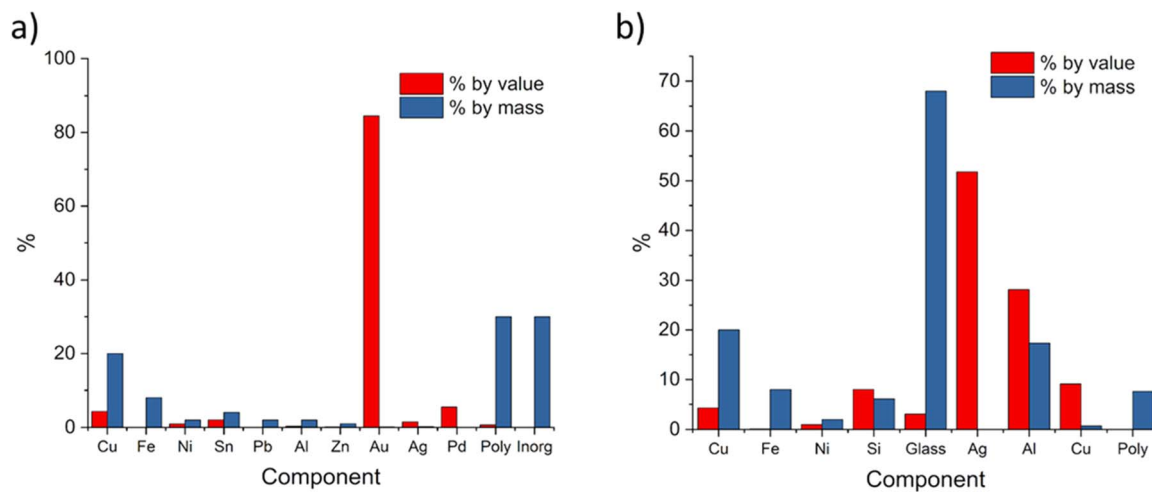 a)
100
80
60
40
20
0
%
% by value
% by mass
Cu Fe Ni Sn Pb Al Zn Au Ag Pd Poly Inorg
Component
b)
70
60
50
40
30
20
10
0
%
% by value
% by mass
Cu Fe Ni Si Glass Ag Al Cu Poly
Component